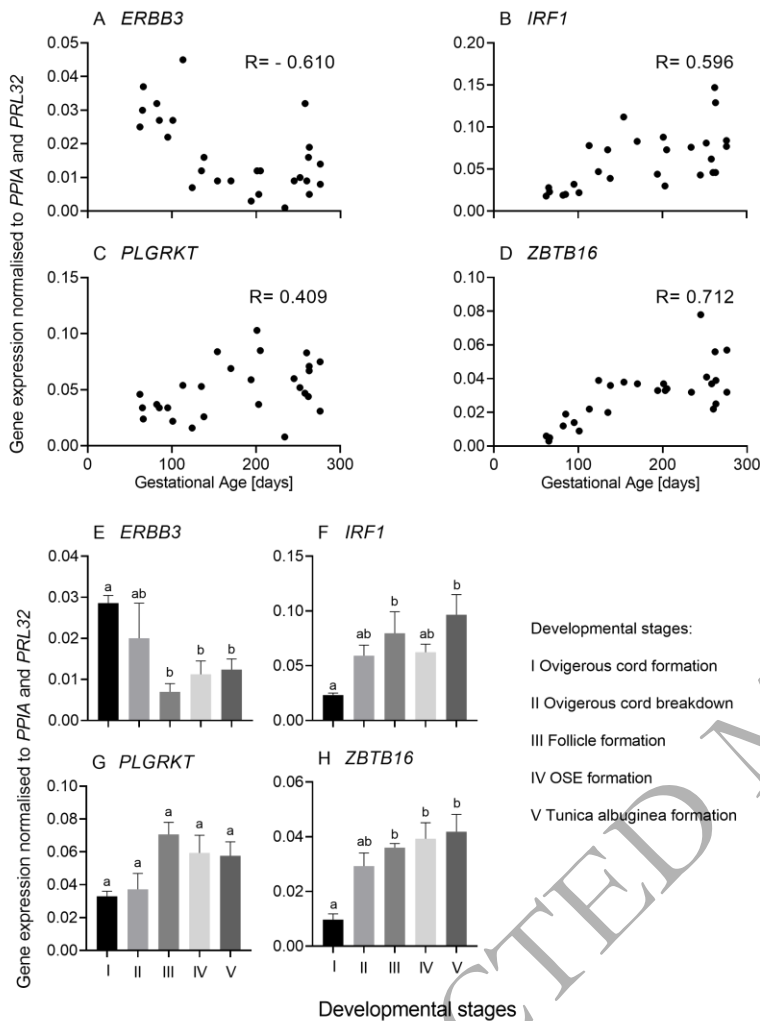 A ERBB3
B IRF1
Gene expression normalised to PPIA and PRL32
0.05
0.04
0.03
0.02
0.01
0.00
R= - 0.610
0.20
0.15
0.10
0.05
0.00
R= 0.596
C PLGRKT
D ZBTB16
0.15
0.10
0.05
0.00
R= 0.409
0.10
0.08
0.06
0.04
0.02
0.00
R= 0.712
0 100 200 300
0 100 200 300
Gestational Age [days]
Gestational Age [days]
E ERBB3
F IRF1
Gene expression normalised to PPIA and PRL32
0.04
0.03
0.02
0.01
0.00
a ab b b b
0.15
0.10
0.05
0.00
a ab b ab b
G PLGRKT
H ZBTB16
0.10
0.08
0.06
0.04
0.02
0.00
a a a a a
0.06
0.04
0.02
0.00
a ab b b b
I II III IV V
I II III IV V
Developmental stages
Developmental stages:
I Ovigerous cord formation
II Ovigerous cord breakdown
III Follicle formation
IV OSE formation
V Tunica albuginea formation
CTED